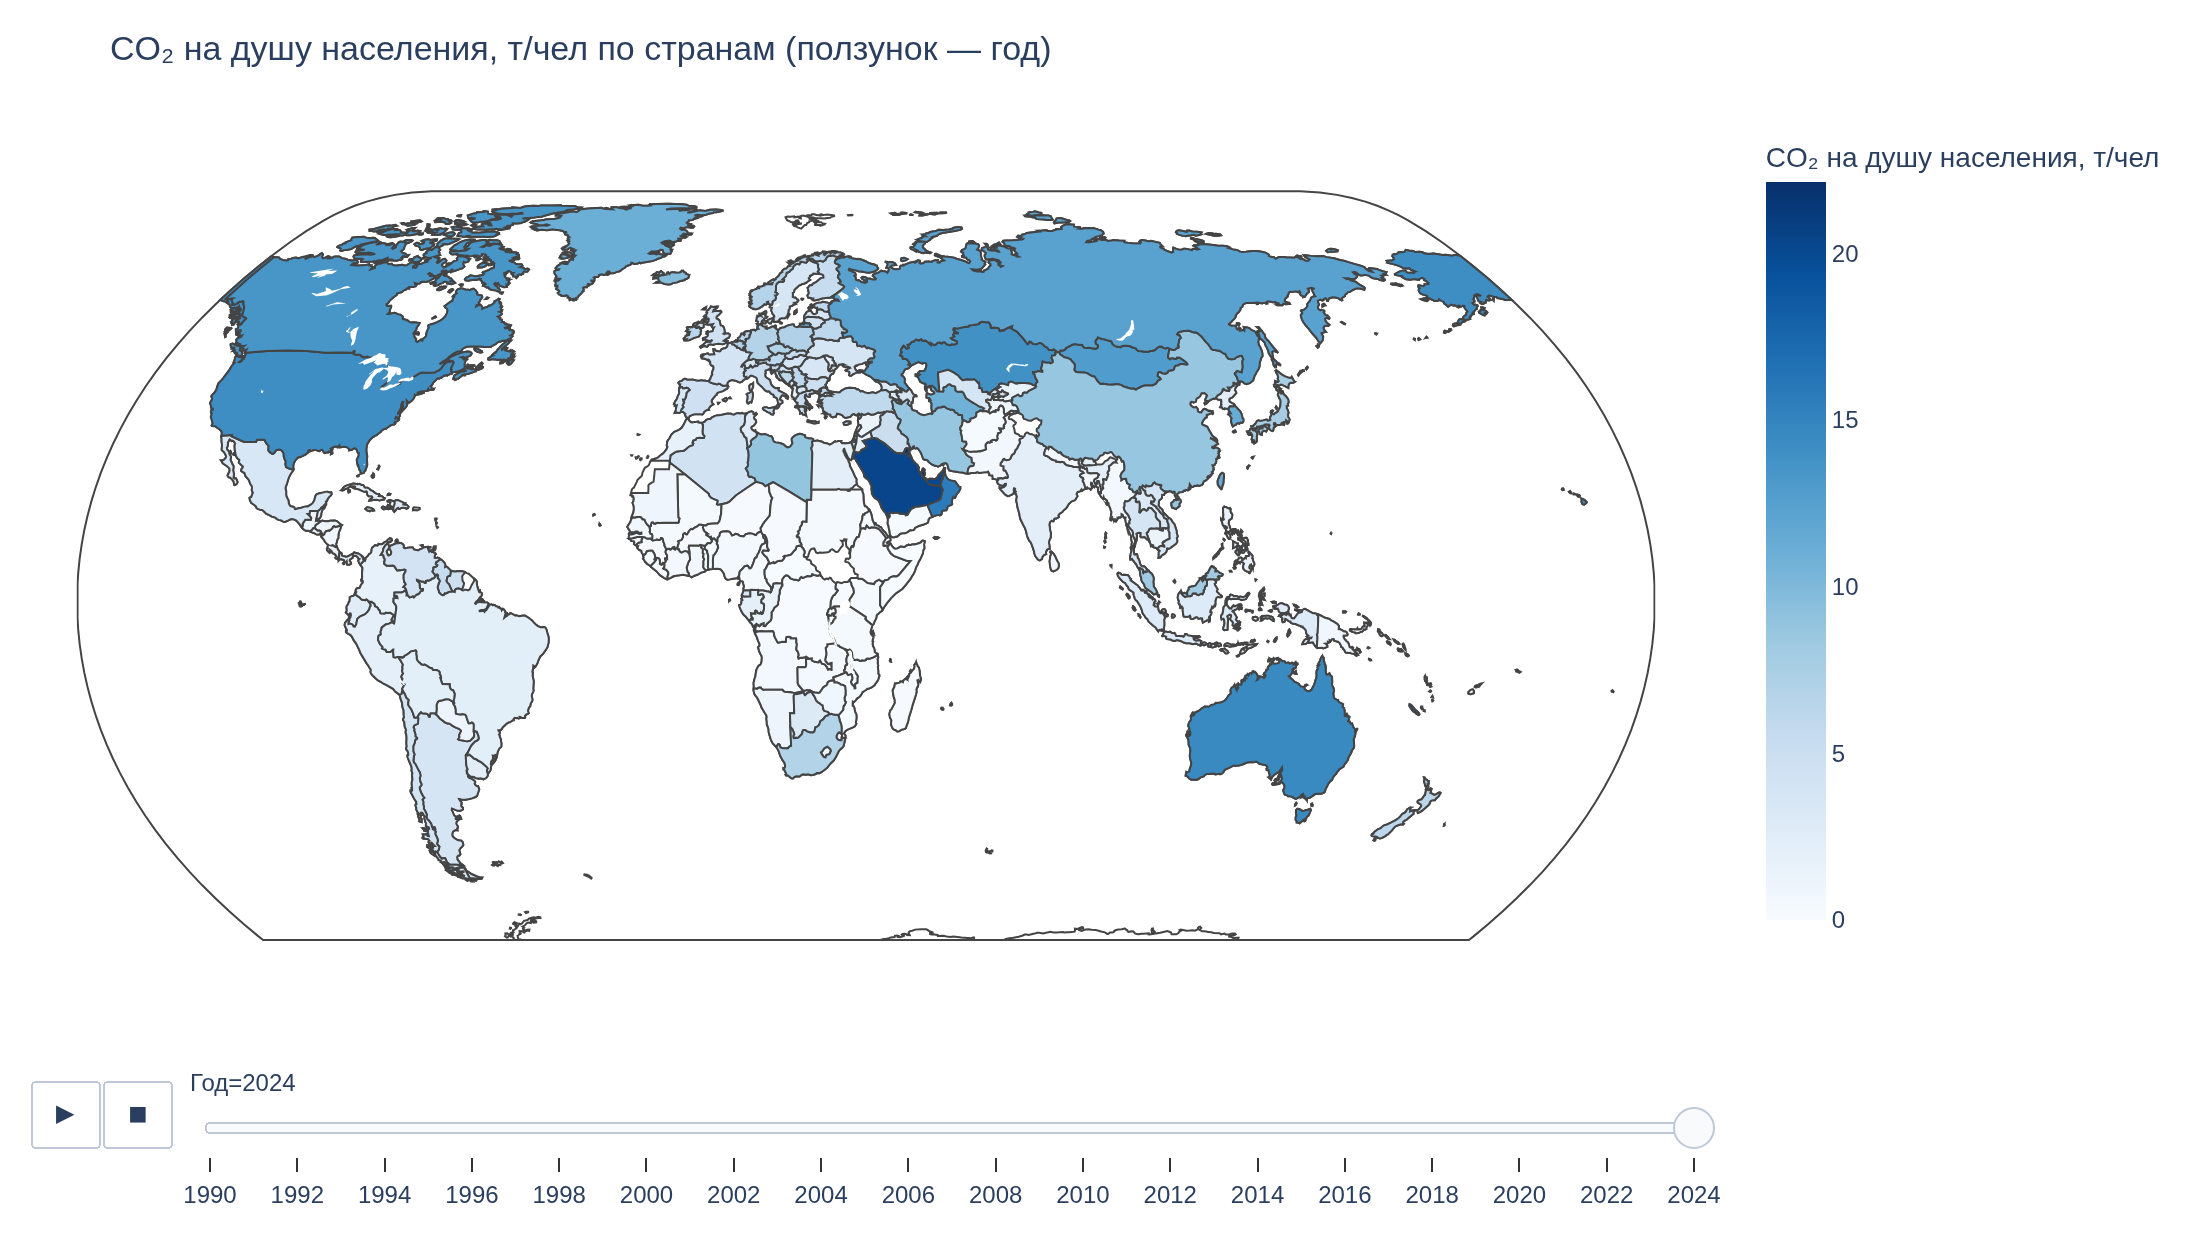 CO₂ на душу населения, т/чел по странам (ползунок — год)
CO₂ на душу населения, т/чел
20
15
10
5
0
Год=2024
▶ ■
1990 1992 1994 1996 1998 2000 2002 2004 2006 2008 2010 2012 2014 2016 2018 2020 2022 2024